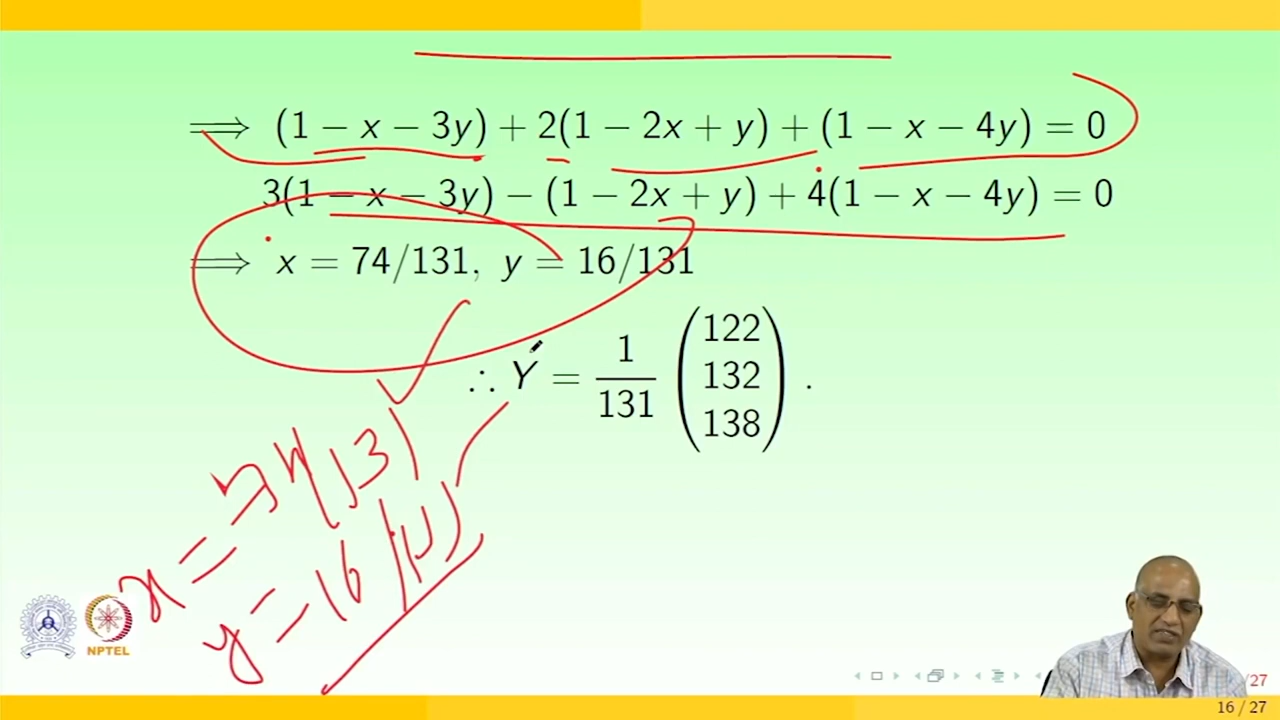 ⟹ (1 − x − 3y) + 2(1 − 2x + y) + (1 − x − 4y) = 0
3(1 − x − 3y) − (1 − 2x + y) + 4(1 − x − 4y) = 0
⟹ x = 74/131, y = 16/131
∴ Y = 1/131 (122 132 138) .
x = 74/131
y = 16/131
NPTEL
/27
16 / 27